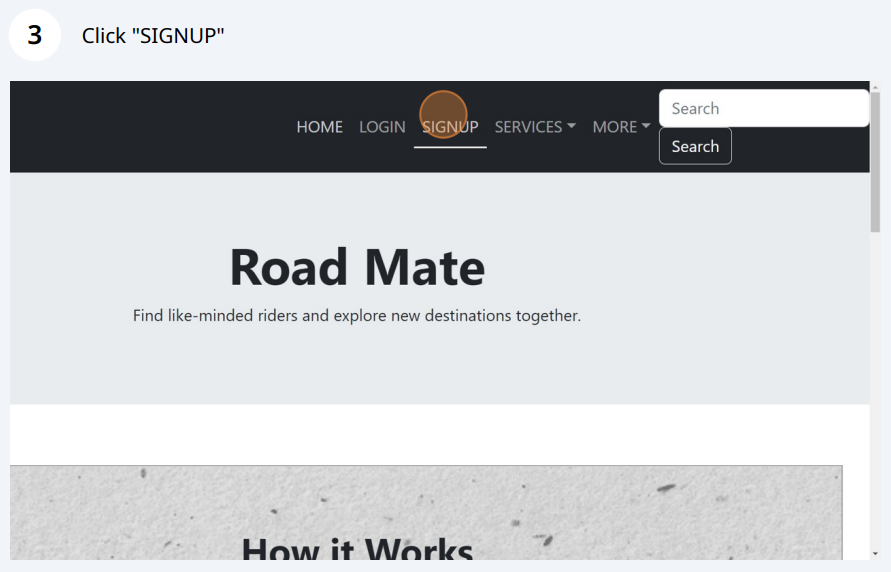 3 Click "SIGNUP"
HOME LOGIN SIGNUP SERVICES MORE Search
Search
Road Mate
Find like-minded riders and explore new destinations together.
How it Works